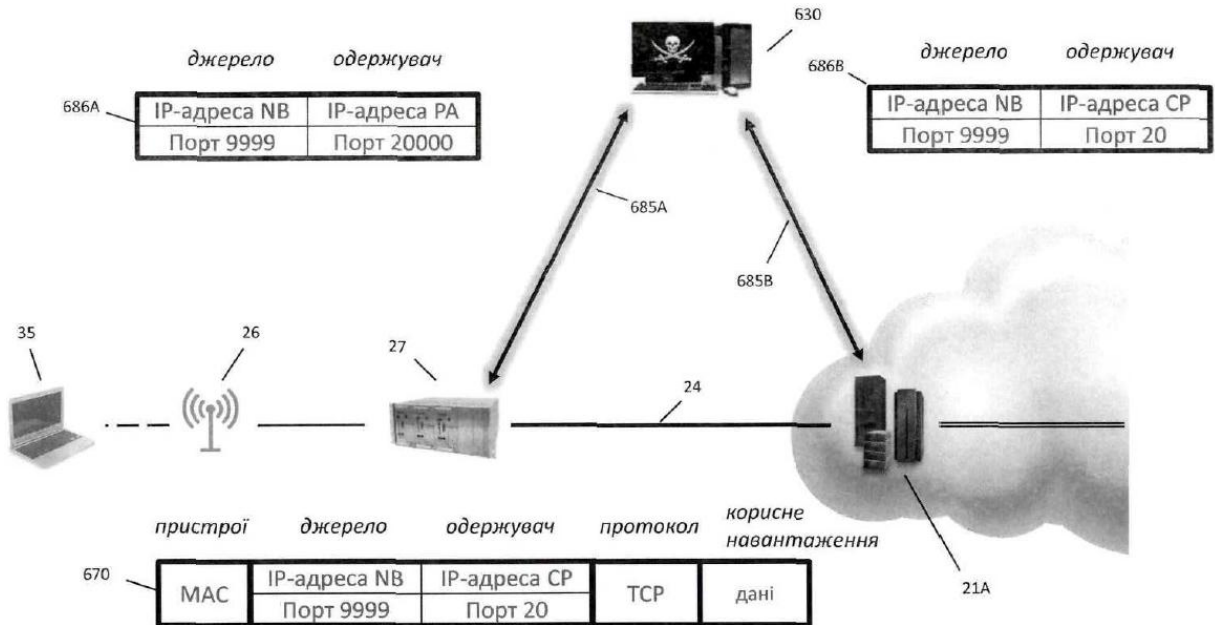 630
джерело одержувач
686A
IP-адреса NB IP-адреса PA
Порт 9999 Порт 20000
джерело одержувач
686B
IP-адреса NB IP-адреса CP
Порт 9999 Порт 20
685A
685B
35
26
27
24
21A
пристрої джерело одержувач протокол корисне
навантаження
670
MAC IP-адреса NB IP-адреса CP TCP дані
Порт 9999 Порт 20